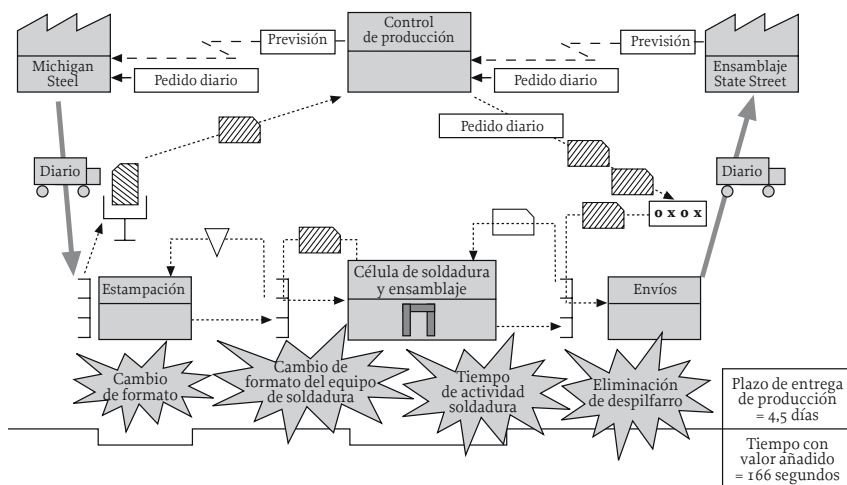 Michigan
Steel
Previsión
Pedido diario
Control
de producción
Previsión
Pedido diario
Ensamblaje
State Street
Pedido diario
Diario
Diario
o x o x
Estampación
Célula de soldadura
y ensamblaje
Envíos
Cambio
de formato
Cambio de
formato del equipo
de soldadura
Tiempo
de actividad
soldadura
Eliminación
de despilfarro
Plazo de entrega
de producción
= 4,5 días
Tiempo con
valor añadido
= 166 segundos